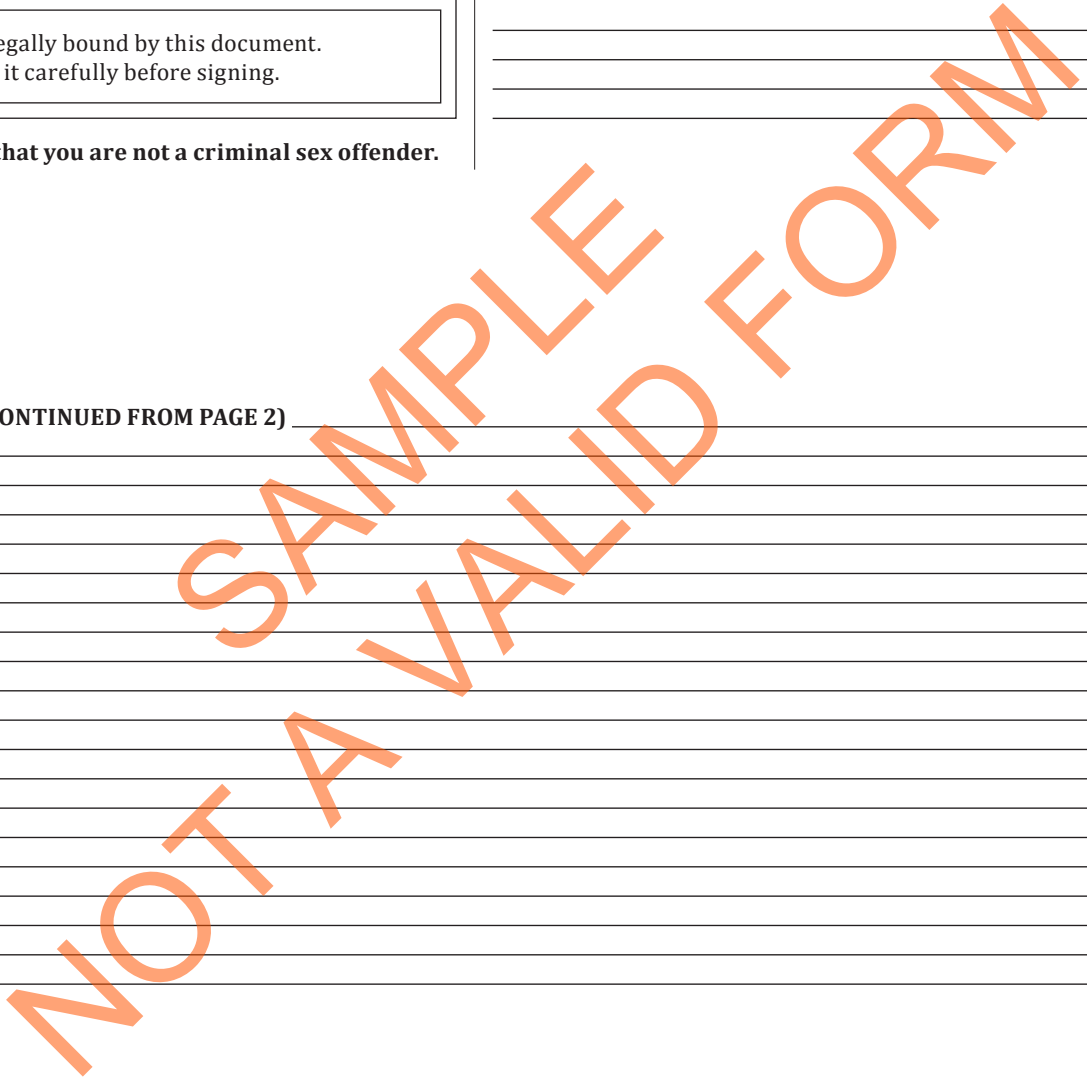 egally bound by this document.
it carefully before signing.
that you are not a criminal sex offender.
ONTINUED FROM PAGE 2)
SAMPLE
NOT A VALID FORM